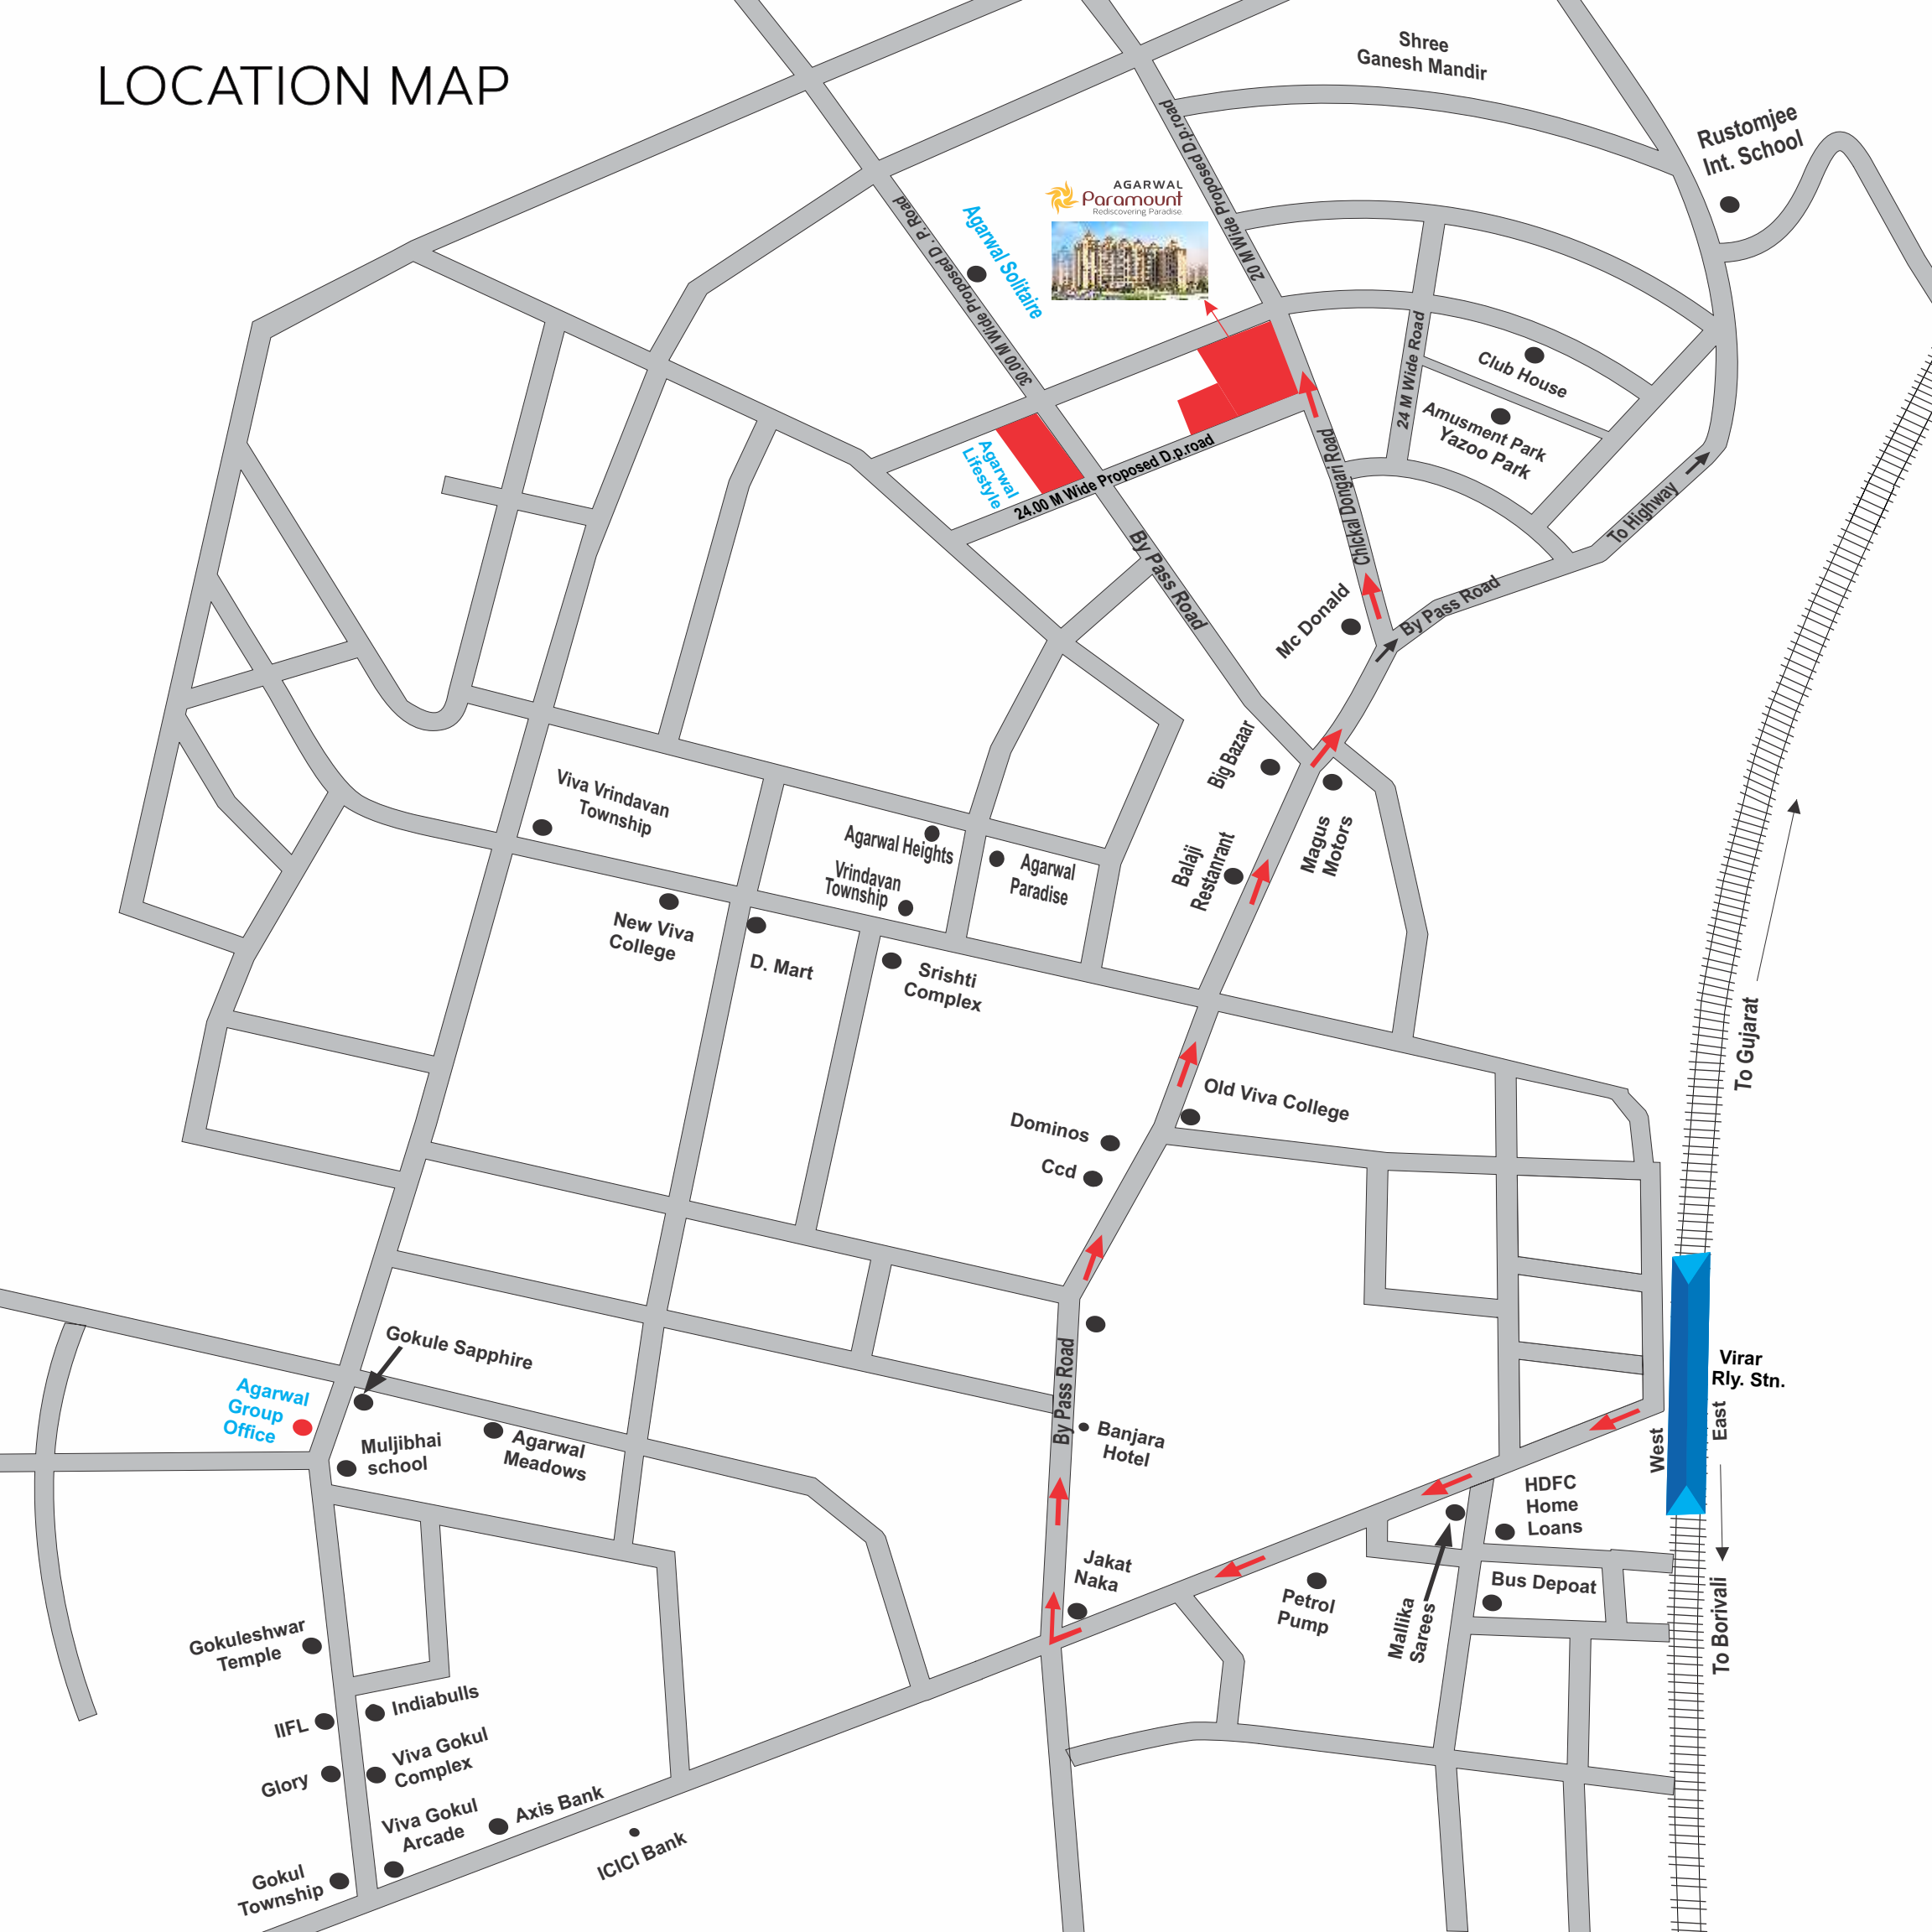 LOCATION MAP
Shree
Ganesh Mandir
Rustomjee
Int. School
20 M Wide Proposed D.p.road
AGARWAL
Paramount
Rediscovering Paradise
Agarwal Solitaire
30.00 M Wide Proposed D. P. Road
24 M Wide Road
Club House
Amusment Park
Yazoo Park
Agarwal
Lifestyle
24.00 M Wide Proposed D.p.road
Chickal Dongari Road
To Highway
By Pass Road
By Pass Road
Mc Donald
Big Bazaar
Magus
Motors
Balaji
Restanrant
Viva Vrindavan
Township
Agarwal Heights
Vrindavan
Township
Agarwal
Paradise
New Viva
College
D. Mart
Srishti
Complex
To Gujarat
Old Viva College
Dominos
Ccd
Gokule Sapphire
Agarwal
Group
Office
Muljibhai
school
Agarwal
Meadows
By Pass Road
Banjara
Hotel
Virar
Rly. Stn.
West
East
HDFC
Home
Loans
Jakat
Naka
Petrol
Pump
Mallika
Sarees
Bus Depoat
To Borivali
Gokuleshwar
Temple
Indiabulls
IIFL
Viva Gokul
Complex
Glory
Axis Bank
Viva Gokul
Arcade
ICICI Bank
Gokul
Township